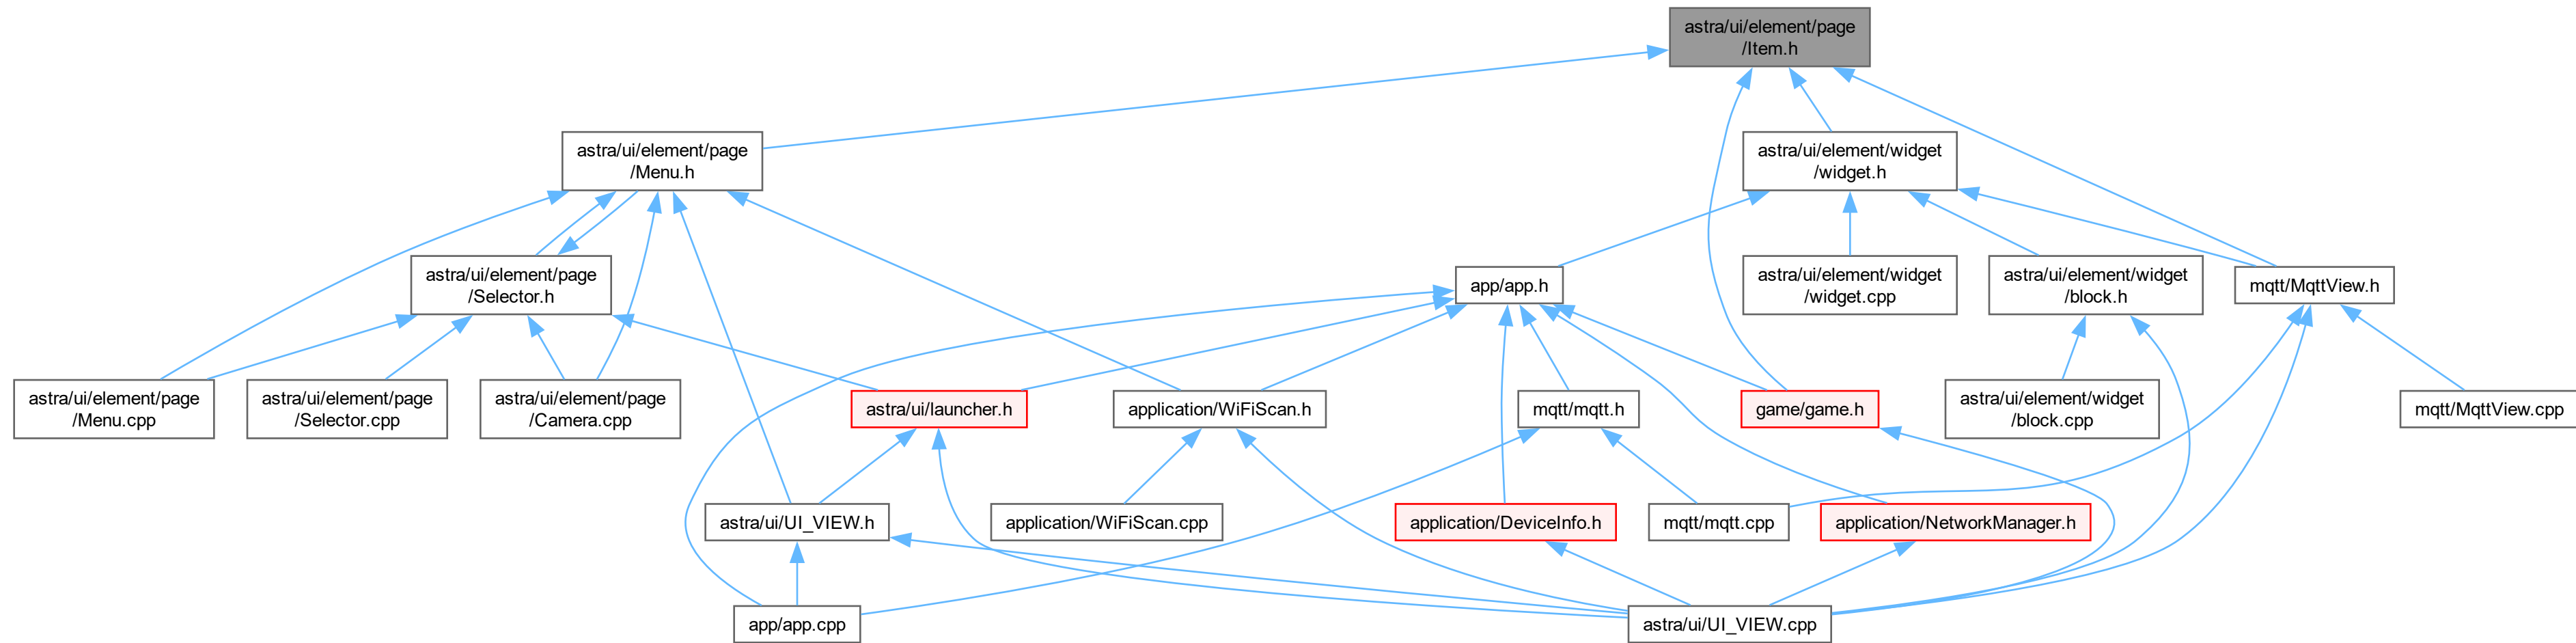 astra/ui/element/page
/Item.h
astra/ui/element/page
/Menu.h
astra/ui/element/widget
/widget.h
astra/ui/element/page
/Selector.h
app/app.h
astra/ui/element/widget
/widget.cpp
astra/ui/element/widget
/block.h
mqtt/MqttView.h
astra/ui/element/page
/Menu.cpp
astra/ui/element/page
/Selector.cpp
astra/ui/element/page
/Camera.cpp
astra/ui/launcher.h
application/WiFiScan.h
mqtt/mqtt.h
game/game.h
astra/ui/element/widget
/block.cpp
mqtt/MqttView.cpp
astra/ui/UI_VIEW.h
application/WiFiScan.cpp
application/DeviceInfo.h
mqtt/mqtt.cpp
application/NetworkManager.h
app/app.cpp
astra/ui/UI_VIEW.cpp